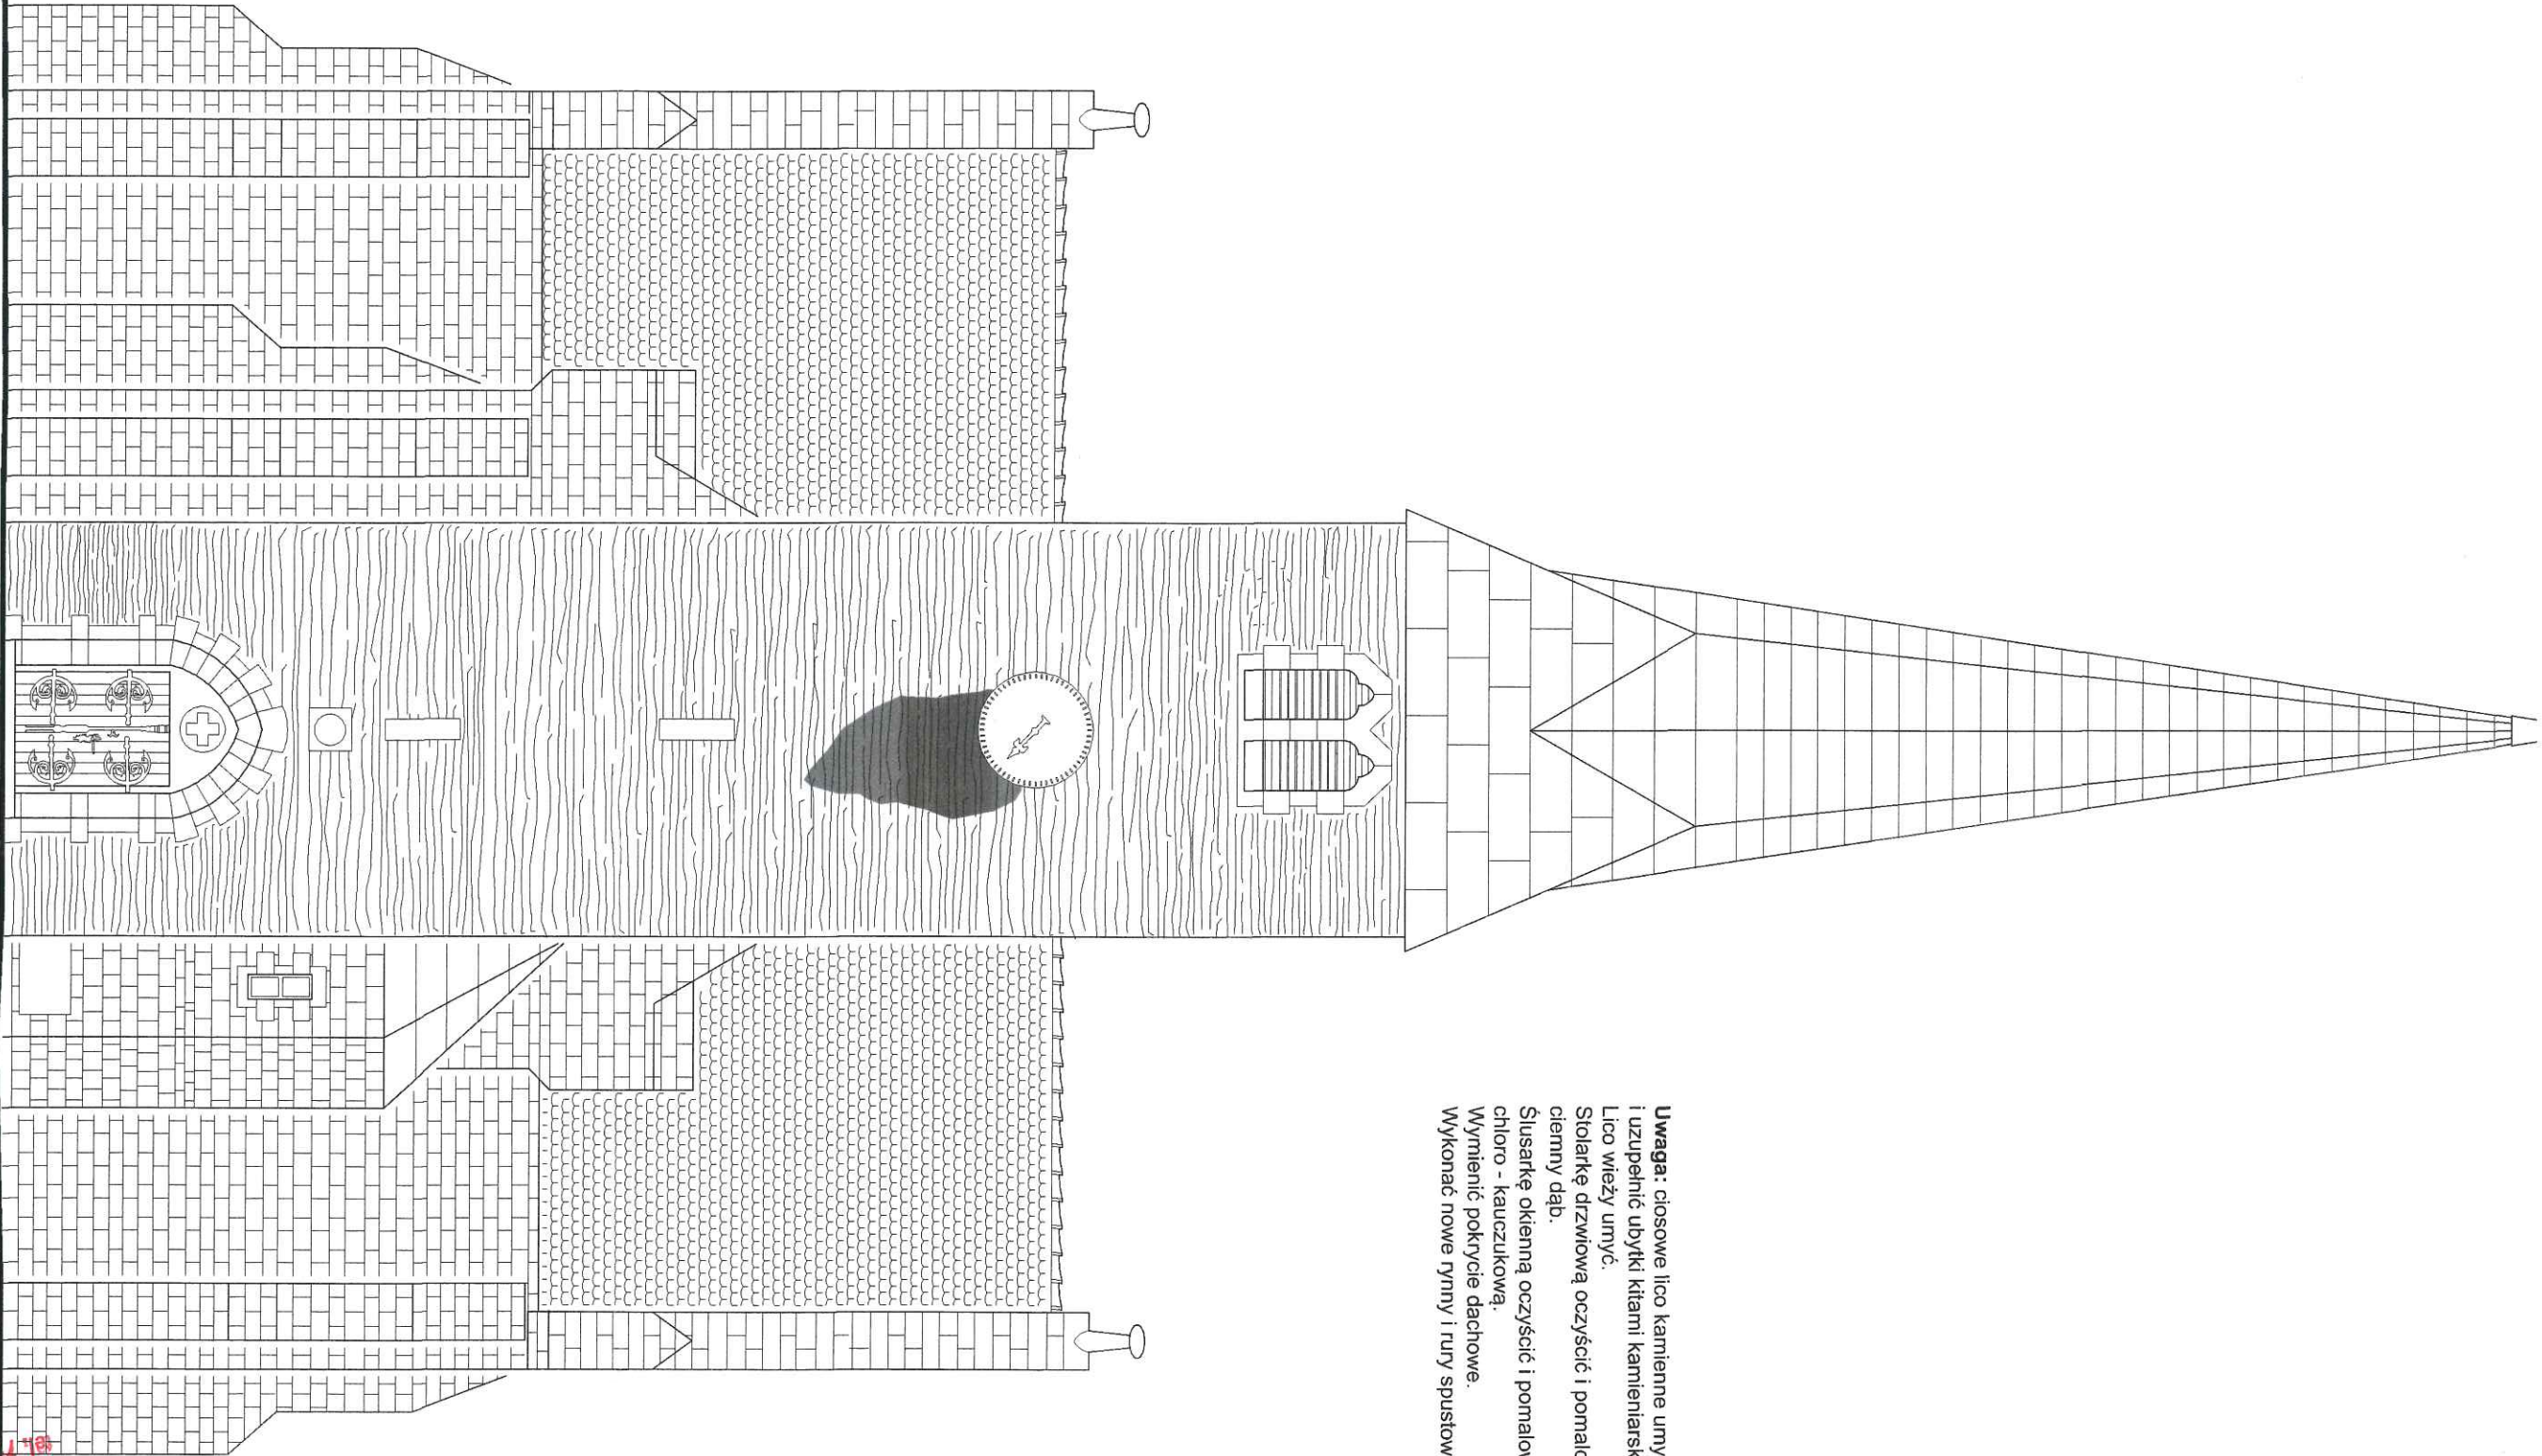 Uwaga: ciosowe lico kamienne umy
i uzupełnić ubytki kitami kamieniarsk
Lico wieży umyć.
Stolarkę drzwiową oczyścić i pomalo
ciemny dąb.
Ślusarkę okienną oczyścić i pomalov
chloro - kauczukową.
Wymienić pokrycie dachowe.
Wykonać nowe rynny i rury spustow